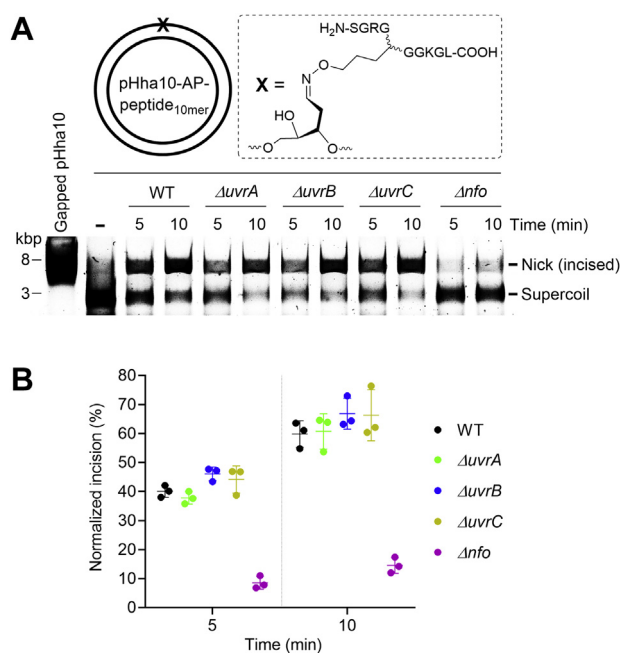 A
X
pHha10-AP-
peptide10mer
X =
H2N-SGRG
GGKGL-COOH
O
N
HO
O
O
Gapped pHha10
WT
ΔuvrA
ΔuvrB
ΔuvrC
Δnfo
– 5 10 5 10 5 10 5 10 5 10 Time (min)
kbp
8
Nick (incised)
3
Supercoil
B
Normalized incision (%)
80
70
60
50
40
30
20
10
0
5
10
Time (min)
WT
ΔuvrA
ΔuvrB
ΔuvrC
Δnfo